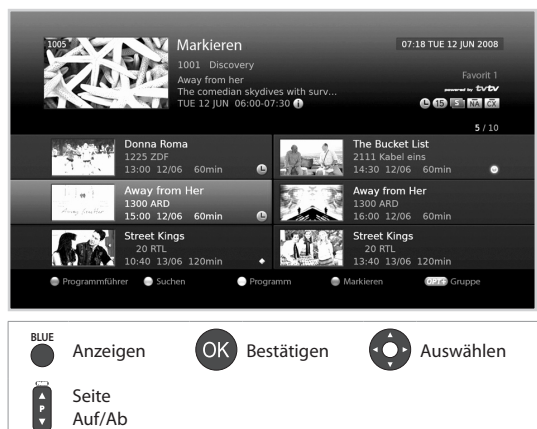 1005
Markieren
07:18 TUE 12 JUN 2008
1001 Discovery
Away from her
Favorit 1
The comedian skydives with surv...
powered by tvtv
TUE 12 JUN 06:00-07:30
15 S NA
5 / 10
Donna Roma
1225 ZDF
13:00 12/06 60min
The Bucket List
2111 Kabel eins
14:30 12/06 60min
Away from Her
1300 ARD
15:00 12/06 60min
Away from Her
1300 ARD
16:00 12/06 60min
Street Kings
20 RTL
10:40 13/06 120min
Street Kings
20 RTL
13:40 13/06 120min
Programmführer Suchen Programm Markieren Gruppe
BLUE
Anzeigen
OK Bestätigen
Auswählen
P
Seite
Auf/Ab